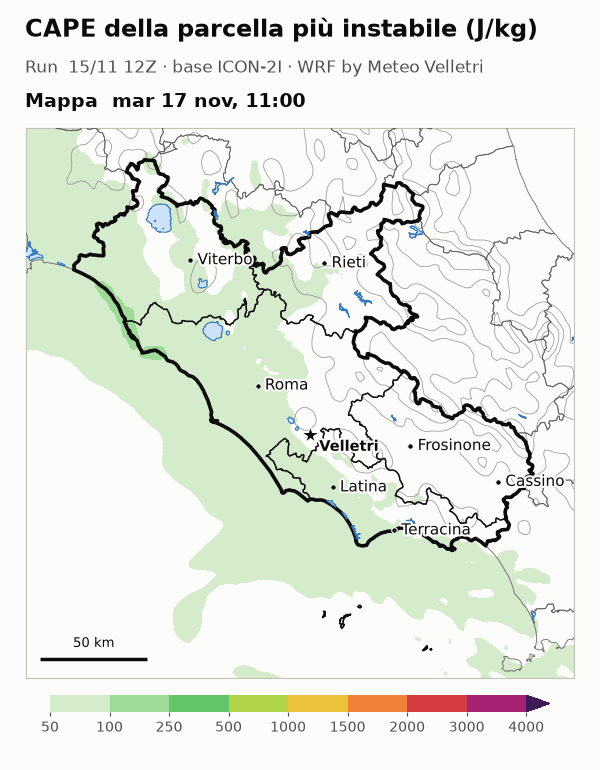 CAPE della parcella più instabile (J/kg)
Run 15/11 12Z · base ICON-2I · WRF by Meteo Velletri
Mappa mar 17 nov, 11:00
Viterbo
Rieti
Roma
Velletri
Frosinone
Cassino
Latina
Terracina
50 km
50 100 250 500 1000 1500 2000 3000 4000